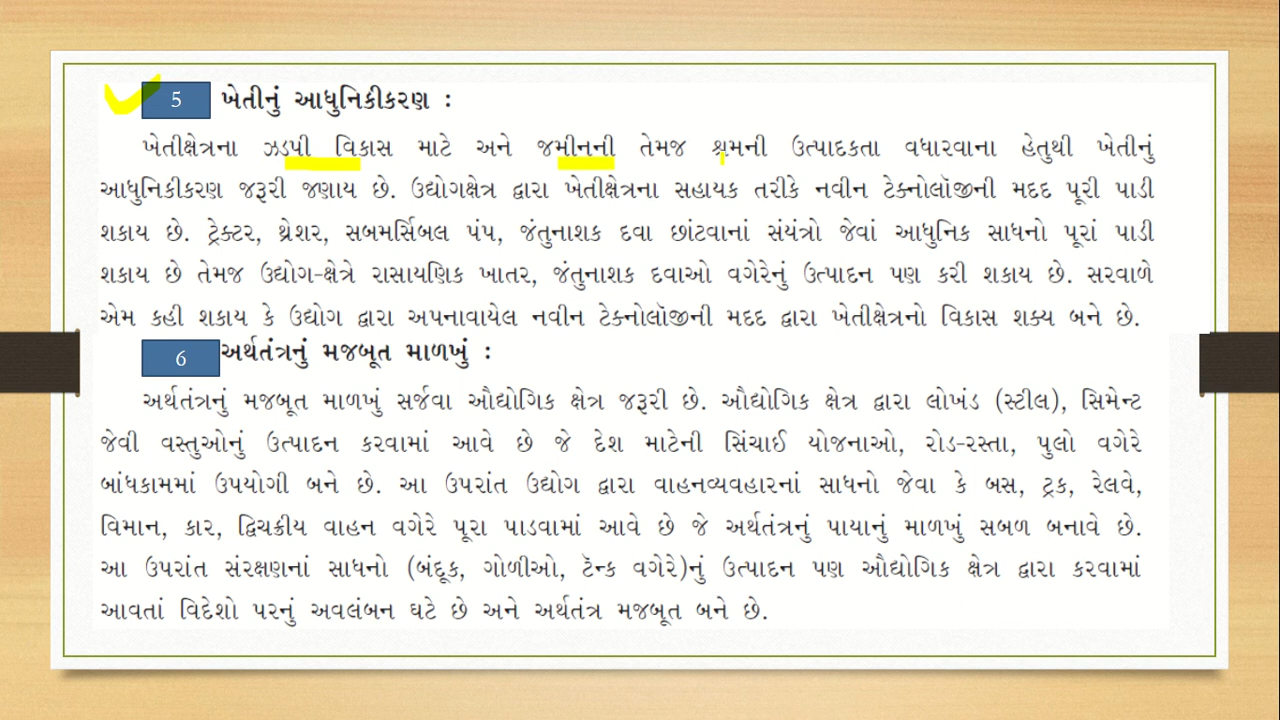 5 ખેતીનું આધુનિકીકરણ :
ખેતીક્ષેત્રના ઝડપી વિકાસ માટે અને જમીનની તેમજ શ્રમની ઉત્પાદકતા વધારવાના હેતુથી ખેતીનું
આધુનિકીકરણ જરૂરી જણાય છે. ઉદ્યોગક્ષેત્ર દ્વારા ખેતીક્ષેત્રના સહાયક તરીકે નવીન ટેક્નોલૉજીની મદદ પૂરી પાડી
શકાય છે. ટ્રેક્ટર, થ્રેશર, સબમર્સિબલ પંપ, જંતુનાશક દવા છાંટવાનાં સંયંત્રો જેવાં આધુનિક સાધનો પૂરાં પાડી
શકાય છે તેમજ ઉદ્યોગ-ક્ષેત્રે રાસાયણિક ખાતર, જંતુનાશક દવાઓ વગેરેનું ઉત્પાદન પણ કરી શકાય છે. સરવાળે
એમ કહી શકાય કે ઉદ્યોગ દ્વારા અપનાવાયેલ નવીન ટેક્નોલૉજીની મદદ દ્વારા ખેતીક્ષેત્રનો વિકાસ શક્ય બને છે.
6 અર્થતંત્રનું મજબૂત માળખું :
અર્થતંત્રનું મજબૂત માળખું સર્જવા ઔદ્યોગિક ક્ષેત્ર જરૂરી છે. ઔદ્યોગિક ક્ષેત્ર દ્વારા લોખંડ (સ્ટીલ), સિમેન્ટ
જેવી વસ્તુઓનું ઉત્પાદન કરવામાં આવે છે જે દેશ માટેની સિંચાઈ યોજનાઓ, રોડ-રસ્તા, પુલો વગેરે
બાંધકામમાં ઉપયોગી બને છે. આ ઉપરાંત ઉદ્યોગ દ્વારા વાહનવ્યવહારનાં સાધનો જેવા કે બસ, ટ્રક, રેલવે,
વિમાન, કાર, દ્વિચક્રીય વાહન વગેરે પૂરા પાડવામાં આવે છે જે અર્થતંત્રનું પાયાનું માળખું સબળ બનાવે છે.
આ ઉપરાંત સંરક્ષણનાં સાધનો (બંદૂક, ગોળીઓ, ટૅન્ક વગેરે)નું ઉત્પાદન પણ ઔદ્યોગિક ક્ષેત્ર દ્વારા કરવામાં
આવતાં વિદેશો પરનું અવલંબન ઘટે છે અને અર્થતંત્ર મજબૂત બને છે.